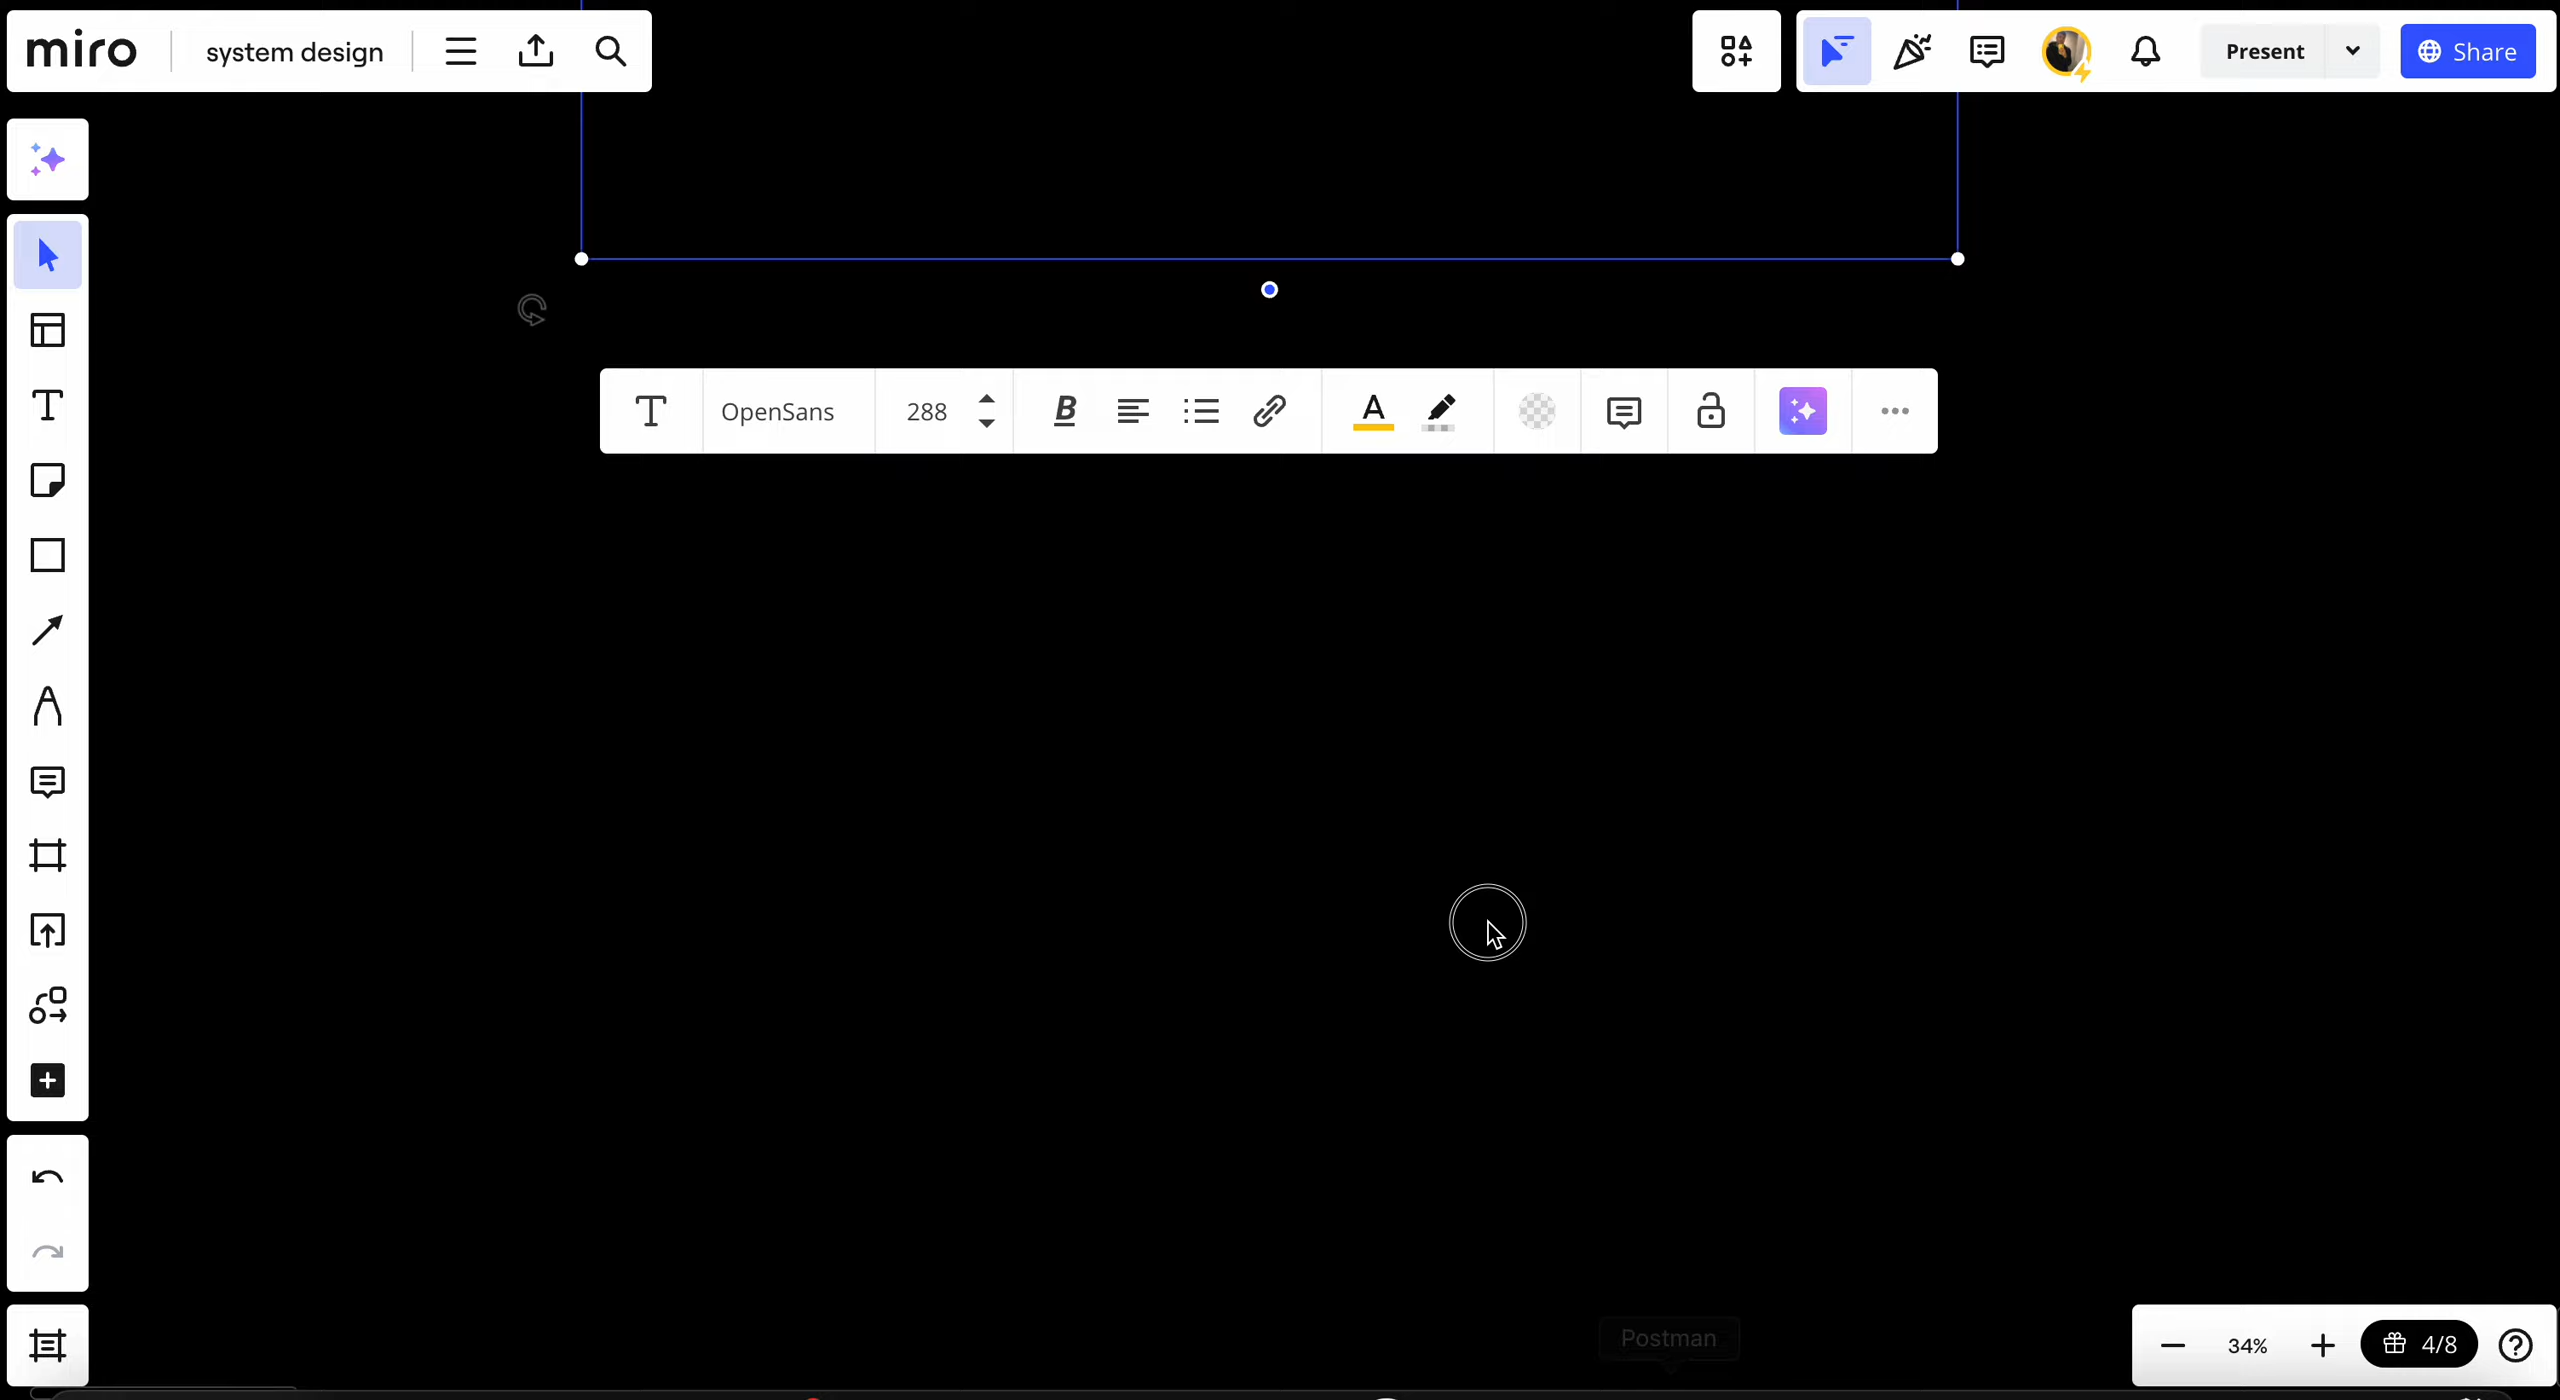 miro
system design
Present
Share
OpenSans
288
B
A
Postman
34%
4/8